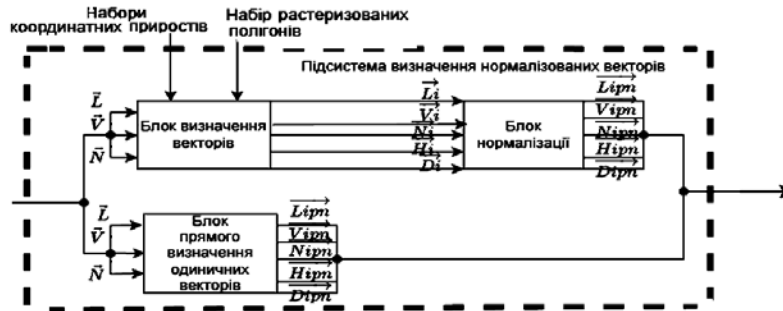 Набори
координатних приростів
Набір растеризованих
полігонів
Підсистема визначення нормалізованих векторів
L
V
N
Блок визначення
векторів
Li
Vi
Ni
Hi
Di
Блок
нормалізації
Lipn
Vipn
Nipn
Hipn
Dipn
L
V
N
Блок
прямого
визначення
одиничних
векторів
Lipn
Vipn
Nipn
Hipn
Dipn